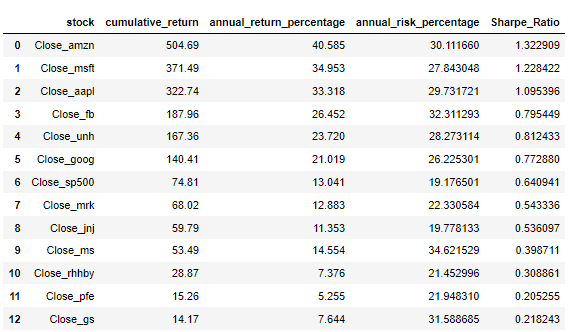 stock cumulative_return annual_return_percentage annual_risk_percentage Sharpe_Ratio
0 Close_amzn 504.69 40.585 30.111660 1.322909
1 Close_msft 371.49 34.953 27.843048 1.228422
2 Close_aapl 322.74 33.318 29.731721 1.095396
3 Close_fb 187.96 26.452 32.311293 0.795449
4 Close_unh 167.36 23.720 28.273114 0.812433
5 Close_goog 140.41 21.019 26.225301 0.772880
6 Close_sp500 74.81 13.041 19.176501 0.640941
7 Close_mrk 68.02 12.883 22.330584 0.543336
8 Close_jnj 59.79 11.353 19.778133 0.536097
9 Close_ms 53.49 14.554 34.621529 0.398711
10 Close_rhhby 28.87 7.376 21.452996 0.308861
11 Close_pfe 15.26 5.255 21.948310 0.205255
12 Close_gs 14.17 7.644 31.588685 0.218243